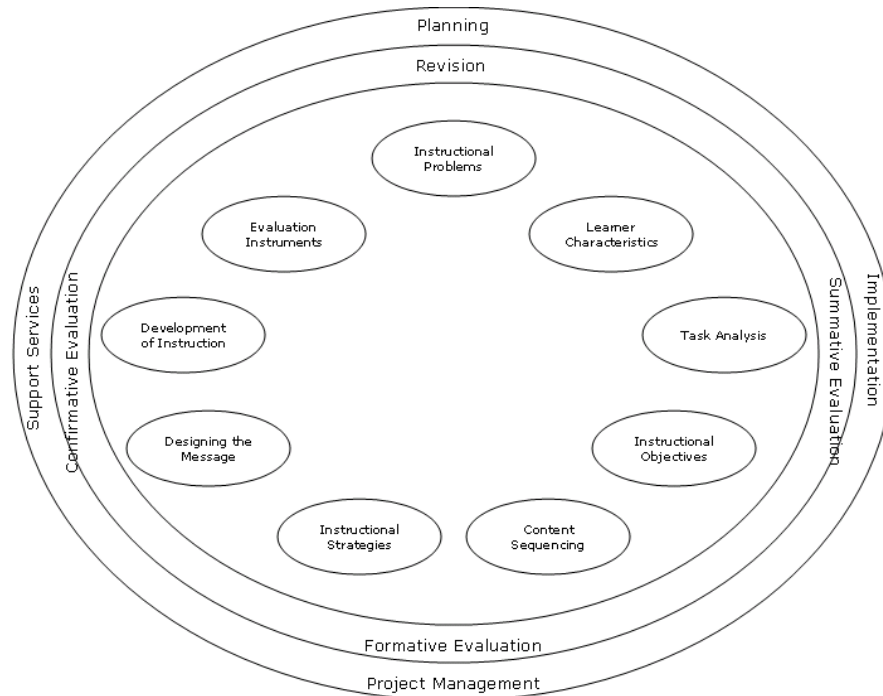 Planning
Revision
Instructional
Problems
Evaluation
Instruments
Learner
Characteristics
Support Services
Confirmative Evaluation
Summative Evaluation
Implementation
Development
of Instruction
Task Analysis
Designing the
Message
Instructional
Objectives
Instructional
Strategies
Content
Sequencing
Formative Evaluation
Project Management